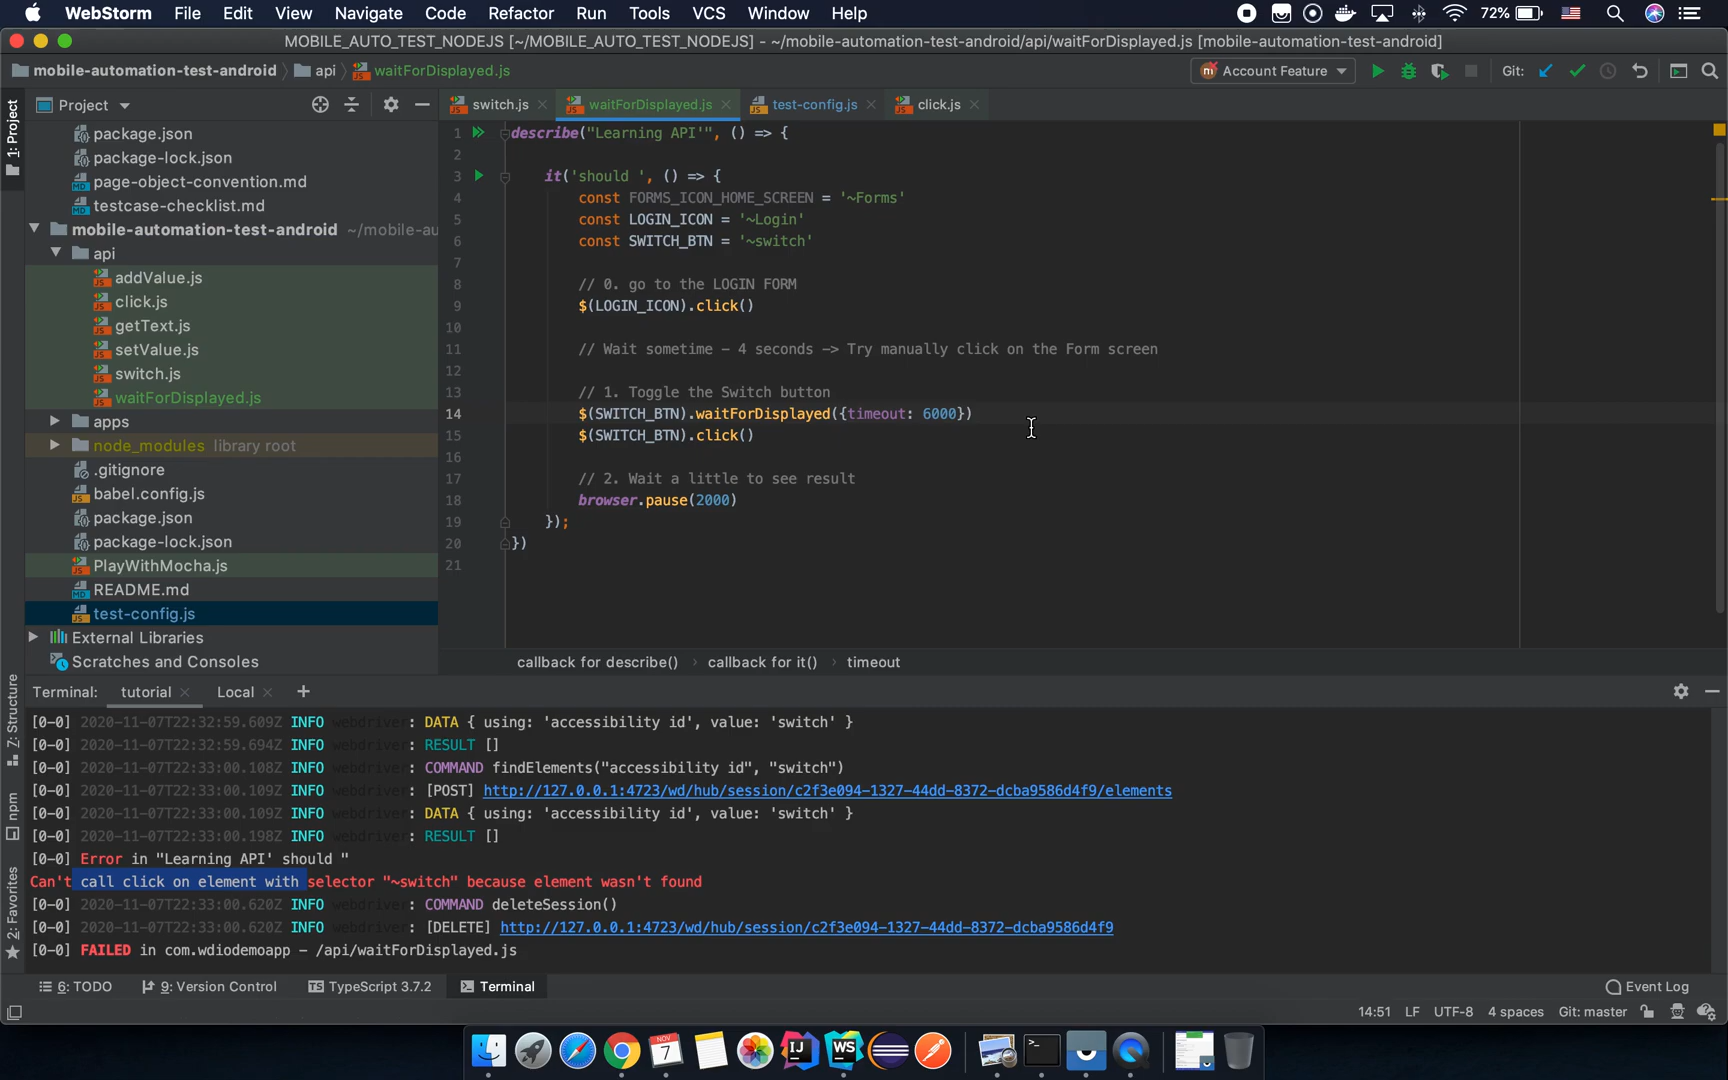 WebStorm File Edit View Navigate Code Refactor Run Tools VCS Window Help 72%
MOBILE_AUTO_TEST_NODEJS [~/MOBILE_AUTO_TEST_NODEJS] - ~/mobile-automation-test-android/api/waitForDisplayed.js [mobile-automation-test-android]
mobile-automation-test-android api waitForDisplayed.js Account Feature Git:
Project
switch.js waitForDisplayed.js test-config.js click.js
1: Project
package.json
package-lock.json
page-object-convention.md
testcase-checklist.md
mobile-automation-test-android ~/mobile-au
api
addValue.js
click.js
getText.js
setValue.js
switch.js
waitForDisplayed.js
apps
node_modules library root
.gitignore
babel.config.js
package.json
package-lock.json
PlayWithMocha.js
README.md
test-config.js
External Libraries
Scratches and Consoles
1 describe("Learning API'", () => {
2
3 it('should ', () => {
4 const FORMS_ICON_HOME_SCREEN = '~Forms'
5 const LOGIN_ICON = '~Login'
6 const SWITCH_BTN = '~switch'
7
8 // 0. go to the LOGIN FORM
9 $(LOGIN_ICON).click()
10
11 // Wait sometime - 4 seconds -> Try manually click on the Form screen
12
13 // 1. Toggle the Switch button
14 $(SWITCH_BTN).waitForDisplayed({timeout: 6000})
15 $(SWITCH_BTN).click()
16
17 // 2. Wait a little to see result
18 browser.pause(2000)
19 });
20 })
21
callback for describe() › callback for it() › timeout
Terminal: tutorial Local
7: Structure
npm
2: Favorites
[0-0] 2020-11-07T22:32:59.609Z INFO webdriver: DATA { using: 'accessibility id', value: 'switch' }
[0-0] 2020-11-07T22:32:59.694Z INFO webdriver: RESULT []
[0-0] 2020-11-07T22:33:00.108Z INFO webdriver: COMMAND findElements("accessibility id", "switch")
[0-0] 2020-11-07T22:33:00.109Z INFO webdriver: [POST] http://127.0.0.1:4723/wd/hub/session/c2f3e094-1327-44dd-8372-dcba9586d4f9/elements
[0-0] 2020-11-07T22:33:00.109Z INFO webdriver: DATA { using: 'accessibility id', value: 'switch' }
[0-0] 2020-11-07T22:33:00.198Z INFO webdriver: RESULT []
[0-0] Error in "Learning API' should "
Can't call click on element with selector "~switch" because element wasn't found
[0-0] 2020-11-07T22:33:00.620Z INFO webdriver: COMMAND deleteSession()
[0-0] 2020-11-07T22:33:00.620Z INFO webdriver: [DELETE] http://127.0.0.1:4723/wd/hub/session/c2f3e094-1327-44dd-8372-dcba9586d4f9
[0-0] FAILED in com.wdiodemoapp - /api/waitForDisplayed.js
6: TODO 9: Version Control TypeScript 3.7.2 Terminal Event Log
14:51 LF UTF-8 4 spaces Git: master
NOV
7
IJ
WS